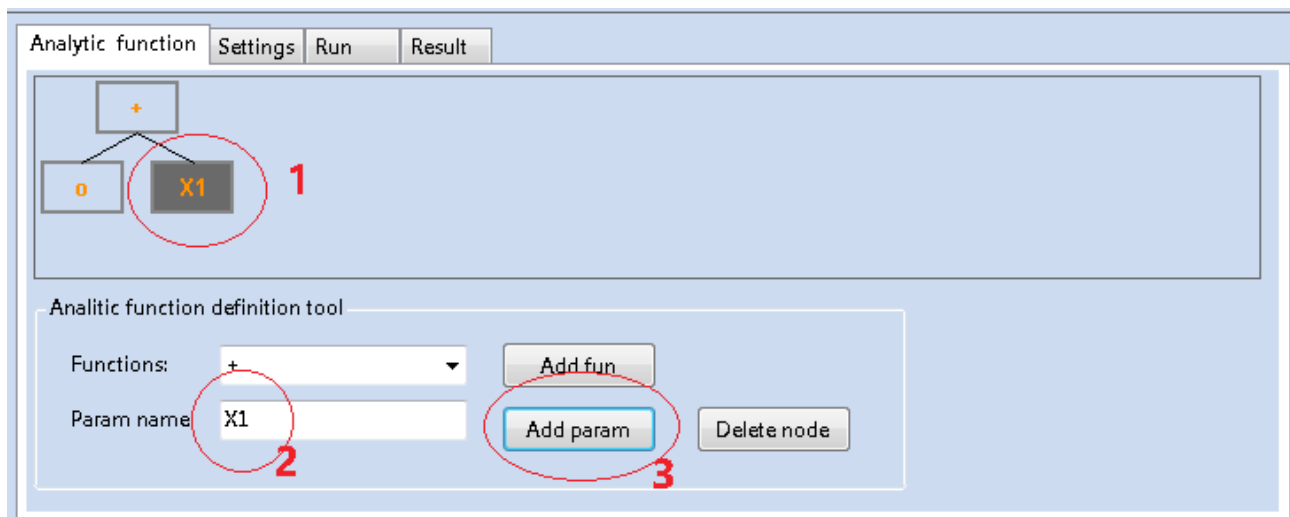 Analytic function Settings Run Result
+
o X1 1
Analitic function definition tool
Functions: + Add fun
Param name X1 Add param Delete node
2 3